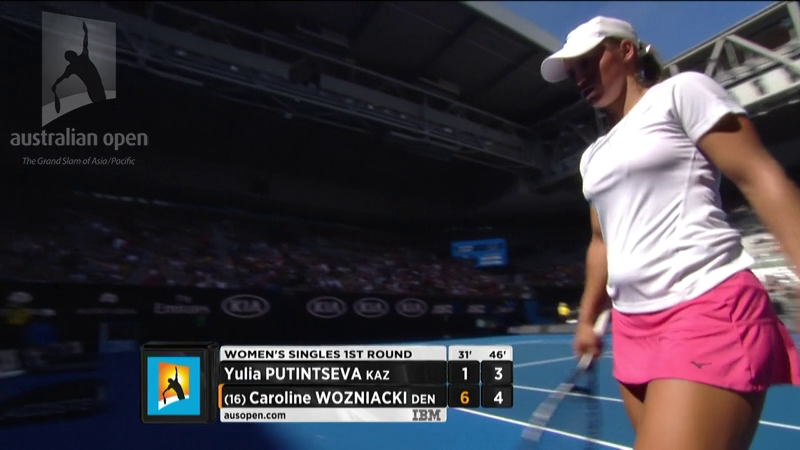 australian open
The Grand Slam of Asia/Pacific
Emirates
KIA
KIA
KIA
KIA
WOMEN'S SINGLES 1ST ROUND 31' 46'
Yulia PUTINTSEVA KAZ 1 3
(16) Caroline WOZNIACKI DEN 6 4
ausopen.com IBM